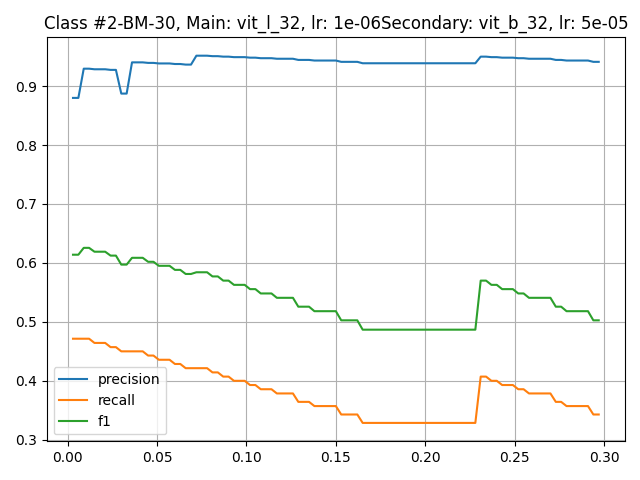 Class #2-BM-30, Main: vit_l_32, lr: 1e-06Secondary: vit_b_32, lr: 5e-05
0.9
0.8
0.7
0.6
0.5
0.4
0.3
precision
recall
f1
0.00 0.05 0.10 0.15 0.20 0.25 0.30